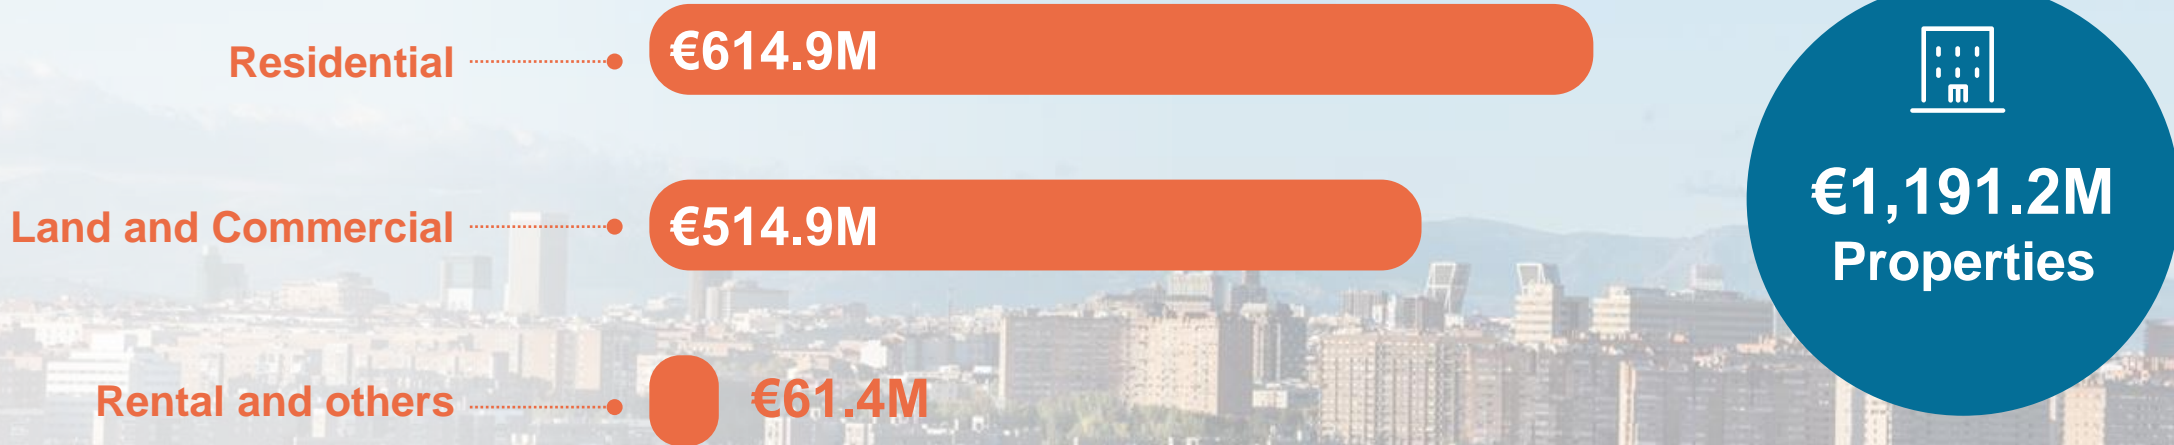 Residential
€614.9M
Land and Commercial
€514.9M
Rental and others
€61.4M
€1,191.2M
Properties